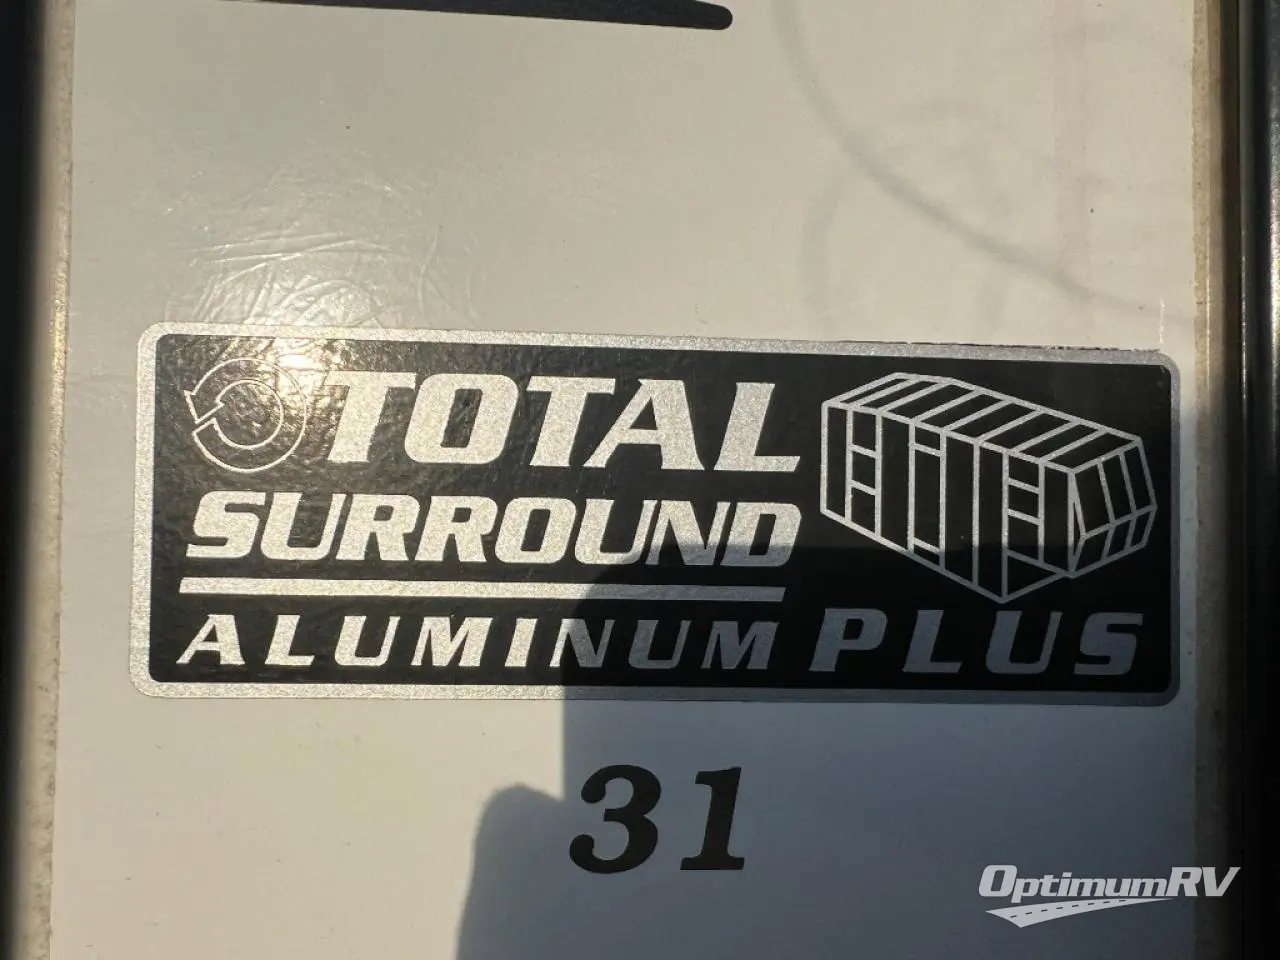 TOTAL
SURROUND
ALUMINUM PLUS
31
OptimumRV